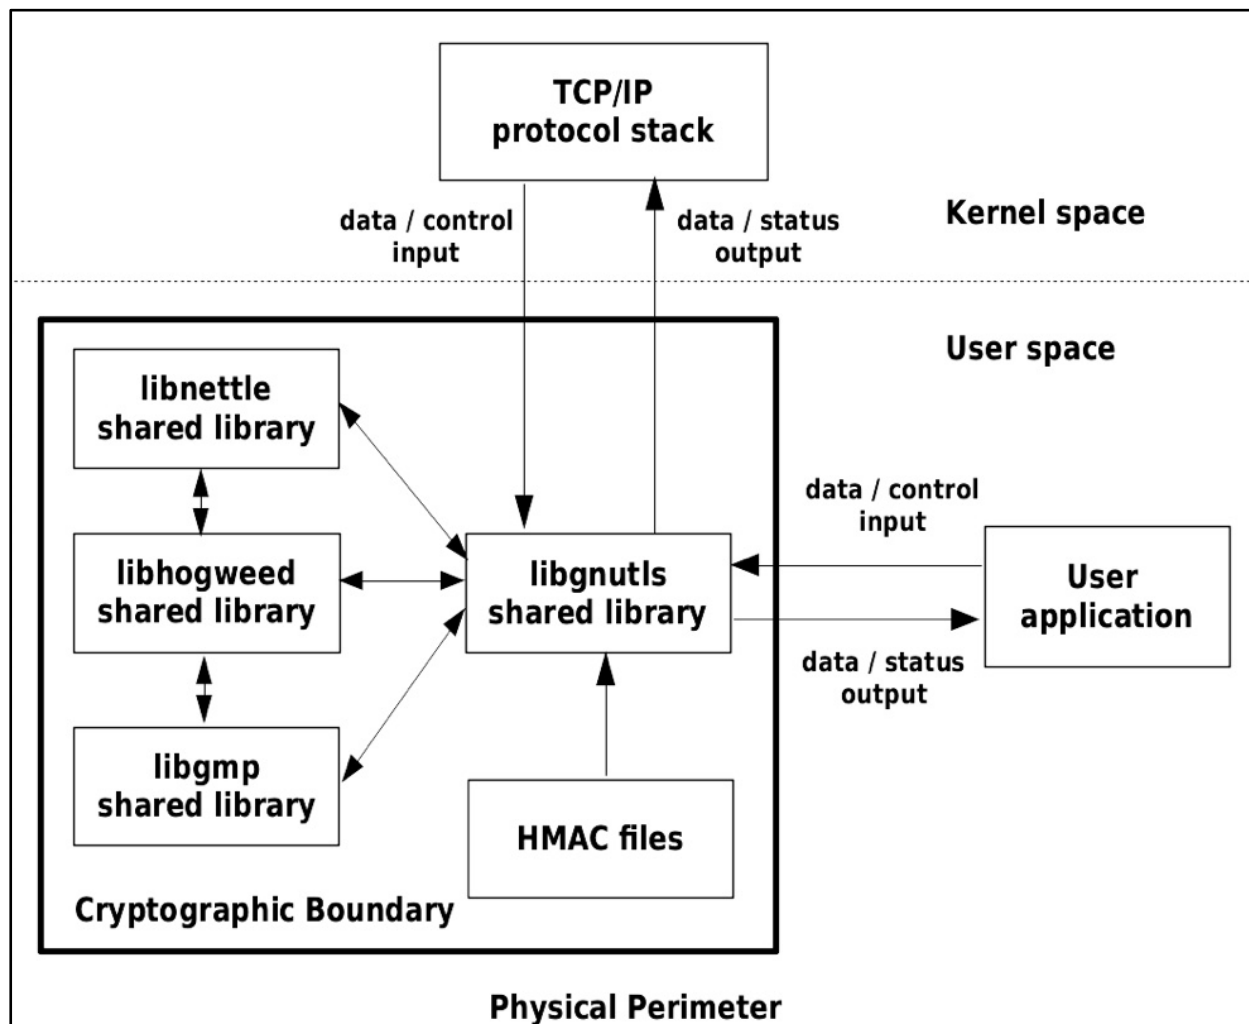 TCP/IP
protocol stack
data / control
input
data / status
output
Kernel space
User space
libnettle
shared library
libhogweed
shared library
libgmp
shared library
libgnutls
shared library
HMAC files
data / control
input
data / status
output
User
application
Cryptographic Boundary
Physical Perimeter